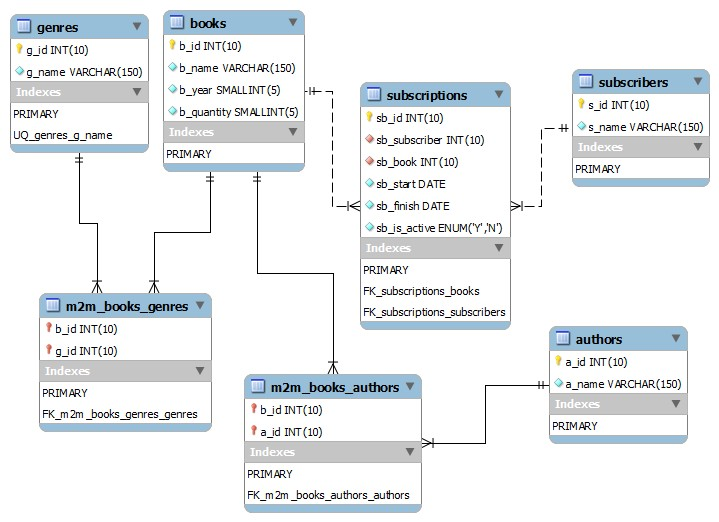 genres
g_id INT(10)
g_name VARCHAR(150)
Indexes
PRIMARY
UQ_genres_g_name
books
b_id INT(10)
b_name VARCHAR(150)
b_year SMALLINT(5)
b_quantity SMALLINT(5)
Indexes
PRIMARY
subscriptions
sb_id INT(10)
sb_subscriber INT(10)
sb_book INT(10)
sb_start DATE
sb_finish DATE
sb_is_active ENUM('Y','N')
Indexes
PRIMARY
FK_subscriptions_books
FK_subscriptions_subscribers
subscribers
s_id INT(10)
s_name VARCHAR(150)
Indexes
PRIMARY
m2m_books_genres
b_id INT(10)
g_id INT(10)
Indexes
PRIMARY
FK_m2m_books_genres_genres
m2m_books_authors
b_id INT(10)
a_id INT(10)
Indexes
PRIMARY
FK_m2m_books_authors_authors
authors
a_id INT(10)
a_name VARCHAR(150)
Indexes
PRIMARY